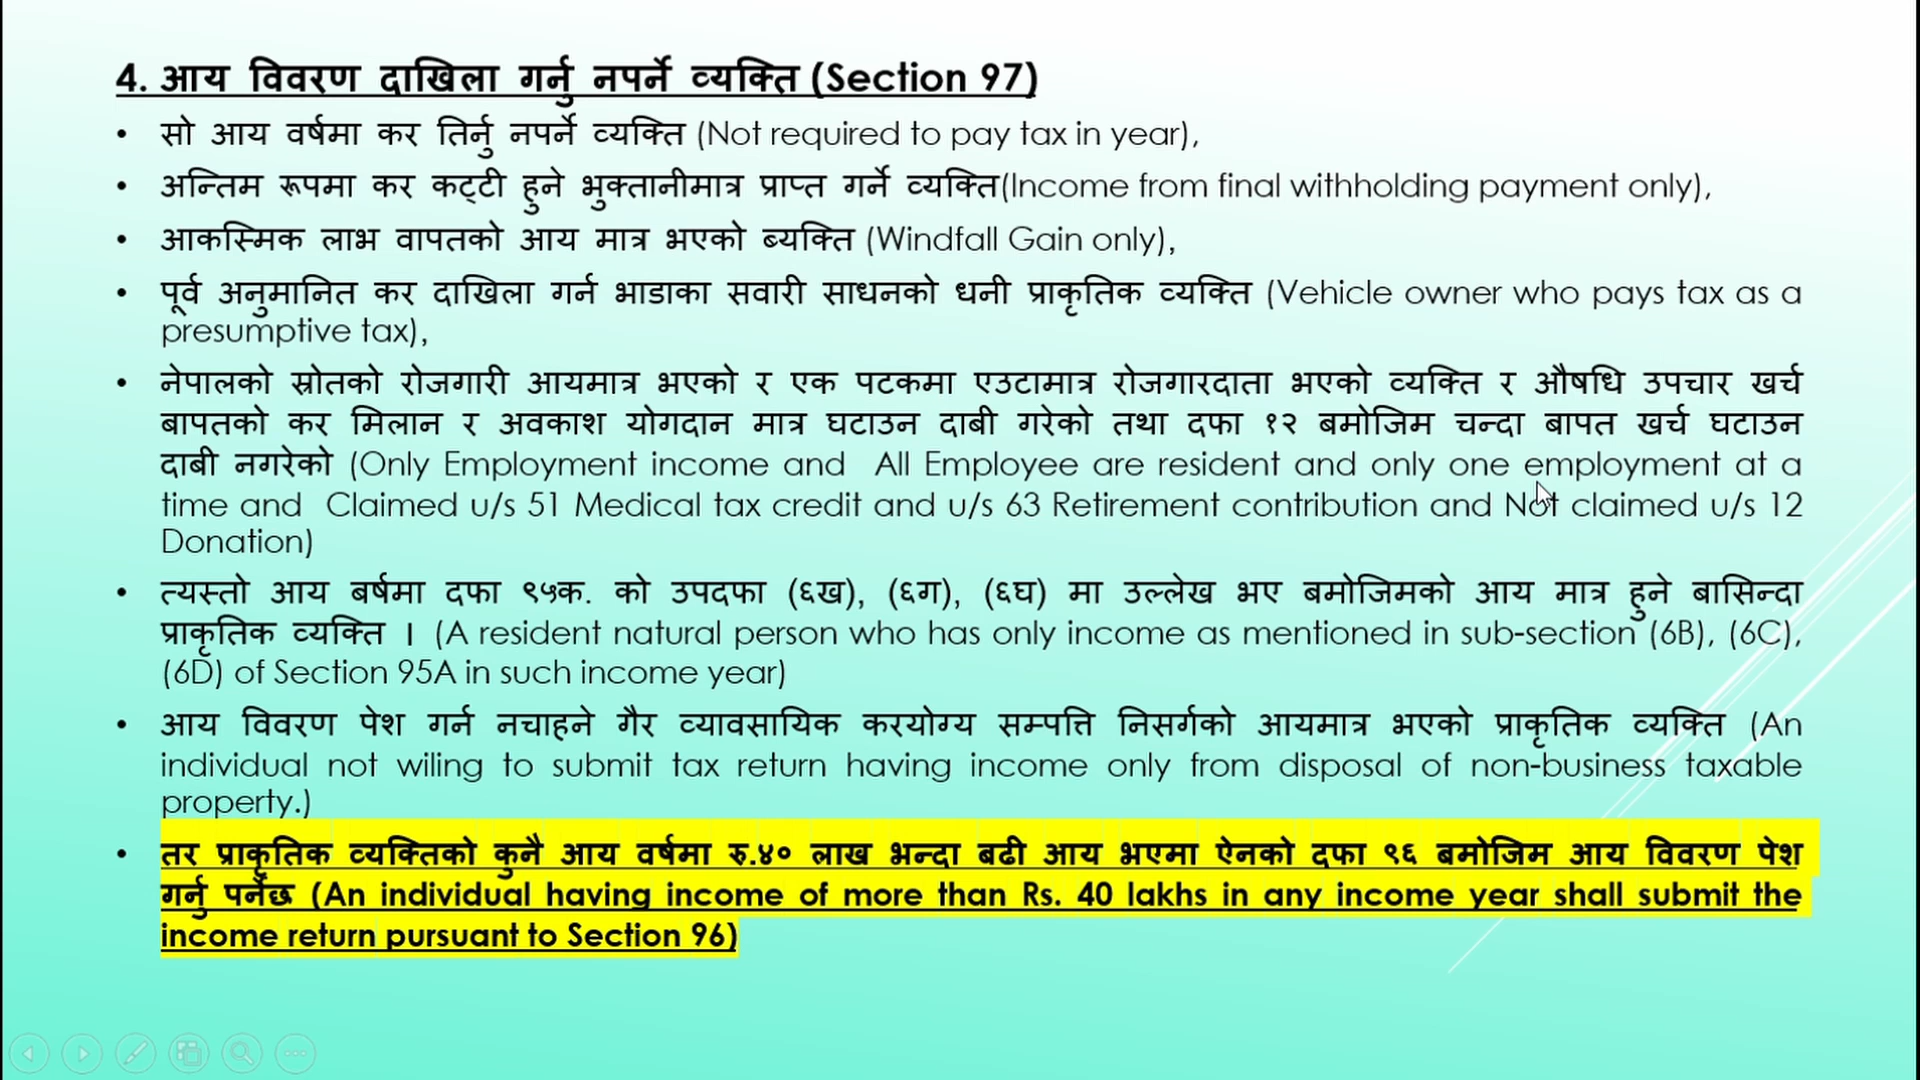 4. आय विवरण दाखिला गर्नु नपर्ने व्यक्ति (Section 97)
• सो आय वर्षमा कर तिर्नु नपर्ने व्यक्ति (Not required to pay tax in year),
• अन्तिम रूपमा कर कट्टी हुने भुक्तानीमात्र प्राप्त गर्ने व्यक्ति(Income from final withholding payment only),
• आकस्मिक लाभ वापतको आय मात्र भएको ब्यक्ति (Windfall Gain only),
• पूर्व अनुमानित कर दाखिला गर्न भाडाका सवारी साधनको धनी प्राकृतिक व्यक्ति (Vehicle owner who pays tax as a
presumptive tax),
• नेपालको स्रोतको रोजगारी आयमात्र भएको र एक पटकमा एउटामात्र रोजगारदाता भएको व्यक्ति र औषधि उपचार खर्च
बापतको कर मिलान र अवकाश योगदान मात्र घटाउन दाबी गरेको तथा दफा १२ बमोजिम चन्दा बापत खर्च घटाउन
दाबी नगरेको (Only Employment income and All Employee are resident and only one employment at a
time and Claimed u/s 51 Medical tax credit and u/s 63 Retirement contribution and Not claimed u/s 12
Donation)
• त्यस्तो आय बर्षमा दफा ९५क. को उपदफा (६ख), (६ग), (६घ) मा उल्लेख भए बमोजिमको आय मात्र हुने बासिन्दा
प्राकृतिक व्यक्ति । (A resident natural person who has only income as mentioned in sub-section (6B), (6C),
(6D) of Section 95A in such income year)
• आय विवरण पेश गर्न नचाहने गैर व्यावसायिक करयोग्य सम्पत्ति निसर्गको आयमात्र भएको प्राकृतिक व्यक्ति (An
individual not wiling to submit tax return having income only from disposal of non-business taxable
property.)
• तर प्राकृतिक व्यक्तिको कुनै आय वर्षमा रु.४० लाख भन्दा बढी आय भएमा ऐनको दफा ९६ बमोजिम आय विवरण पेश
गर्नु पर्नेछ (An individual having income of more than Rs. 40 lakhs in any income year shall submit the
income return pursuant to Section 96)